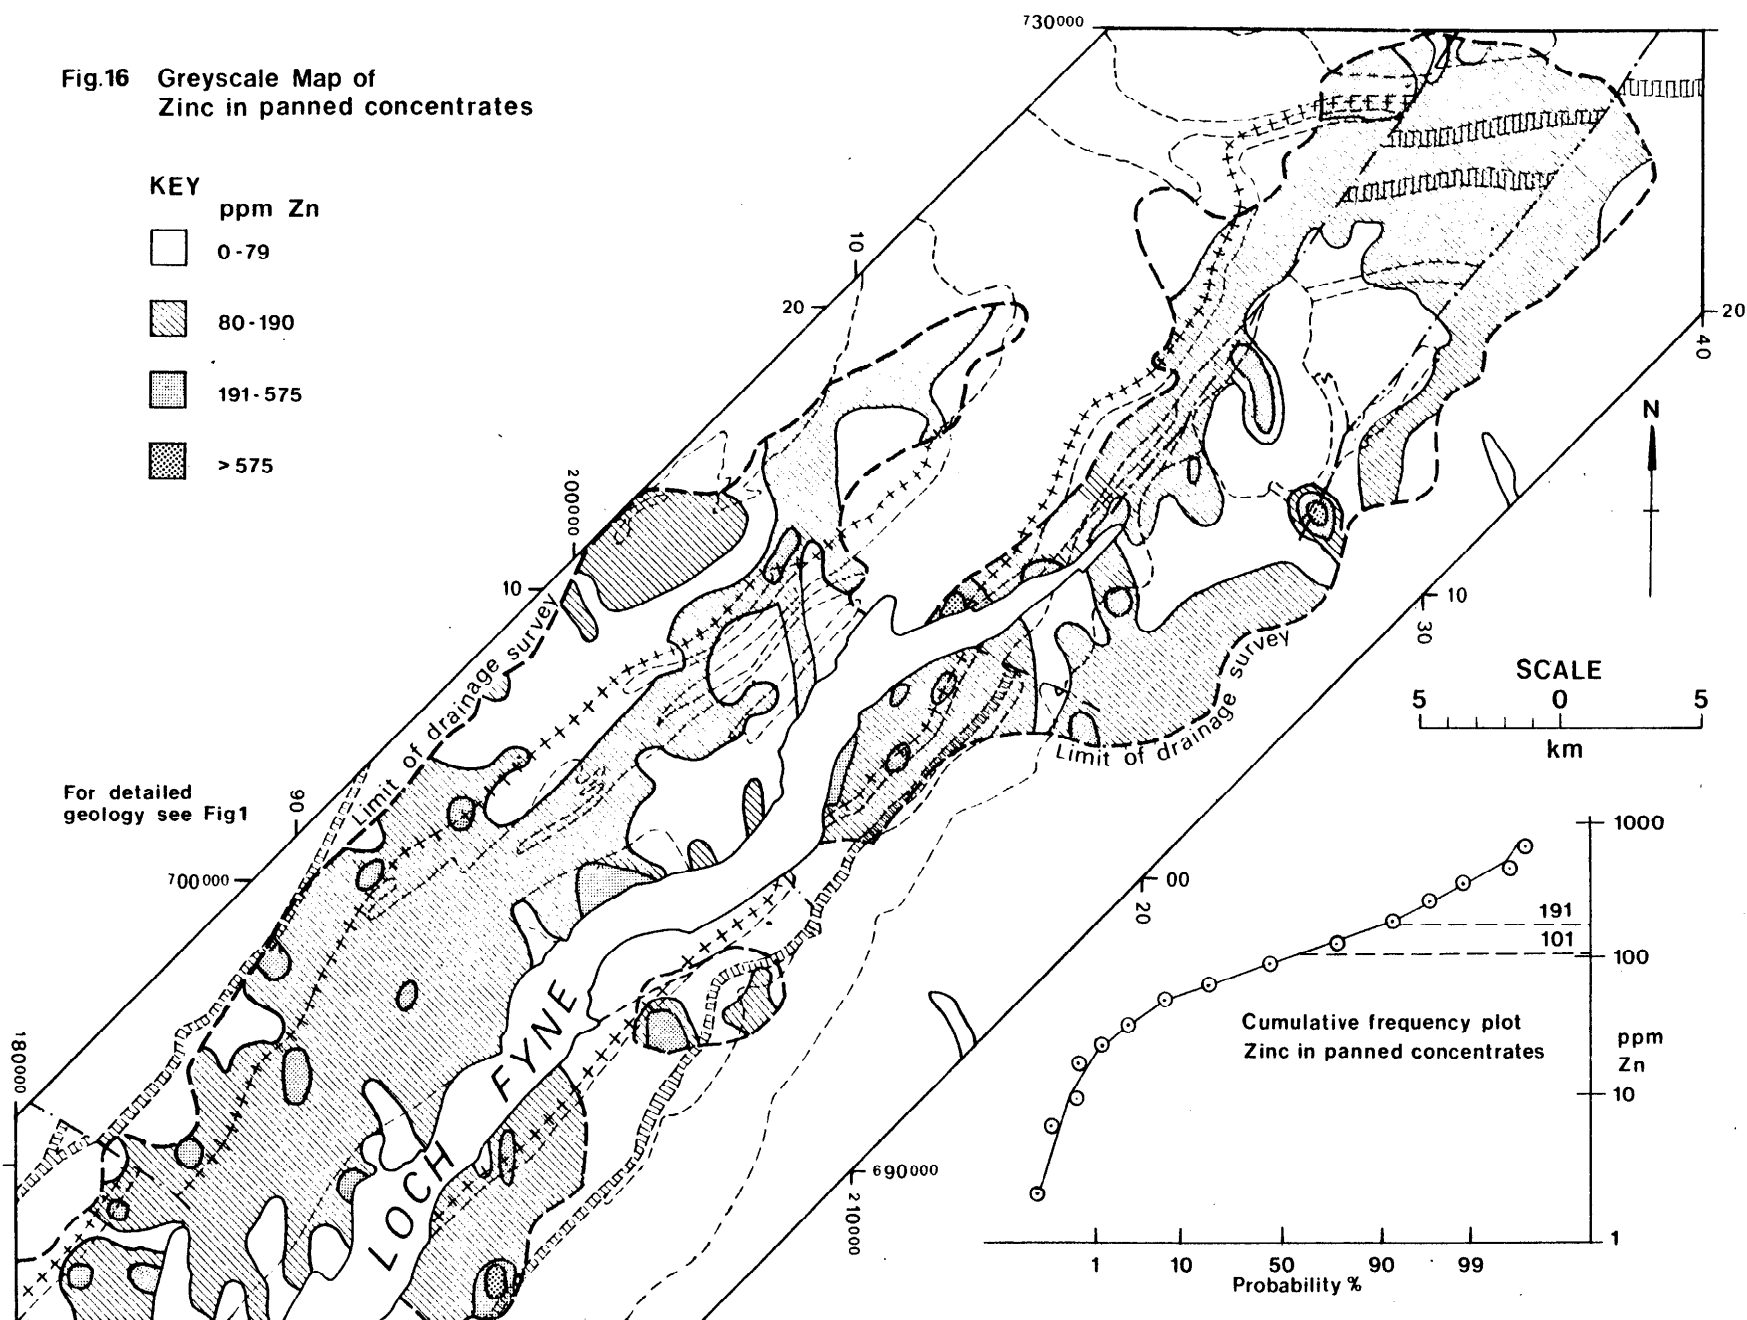 Fig.16 Greyscale Map of
Zinc in panned concentrates
KEY
ppm Zn
0-79
80-190
191-575
>575
730000
10
20
200000
10
Limit of drainage survey
For detailed
geology see Fig1
90
700000
180000
LOCH FYNE
20
40
N
10
30
SCALE
5 0 5
km
Limit of drainage survey
00
20
690000
210000
1000
191
101
100
Cumulative frequency plot
Zinc in panned concentrates
ppm
Zn
10
1
1 10 50 90 99
Probability %